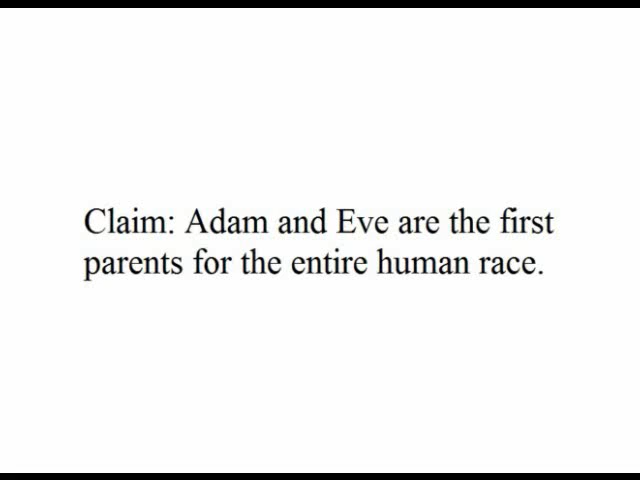 Claim: Adam and Eve are the first
parents for the entire human race.